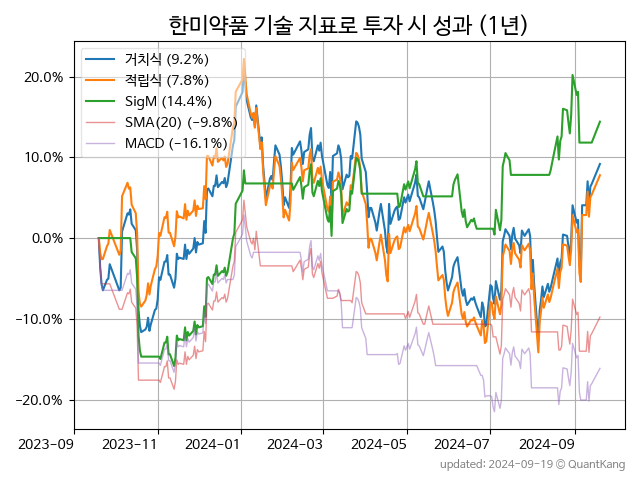 한미약품 기술 지표로 투자 시 성과 (1년)
거치식 (9.2%)
적립식 (7.8%)
SigM (14.4%)
SMA(20) (−9.8%)
MACD (−16.1%)
20.0%
10.0%
0.0%
−10.0%
−20.0%
2023-09 2023-11 2024-01 2024-03 2024-05 2024-07 2024-09
updated: 2024-09-19 © QuantKang